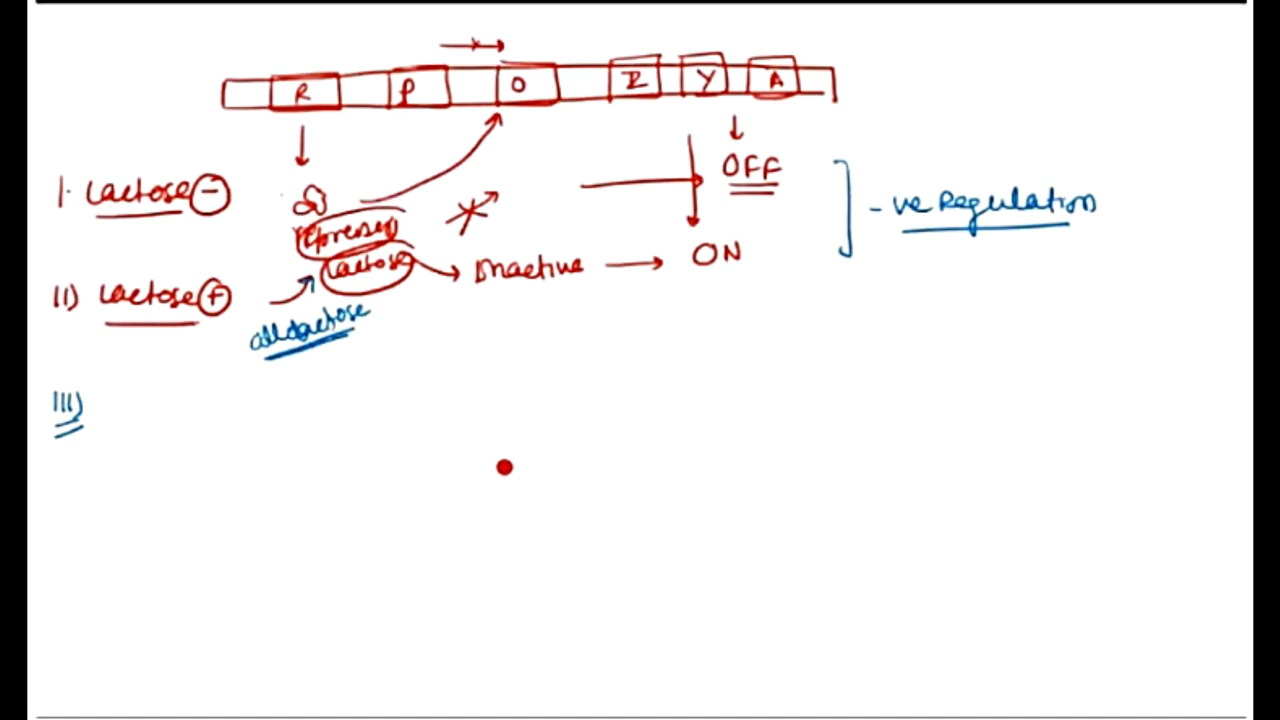 R P O Z Y A
I. Lactose - OFF
Repressor
-ve Regulation
Lactose Inactive ON
II) Lactose +
allolactose
III)